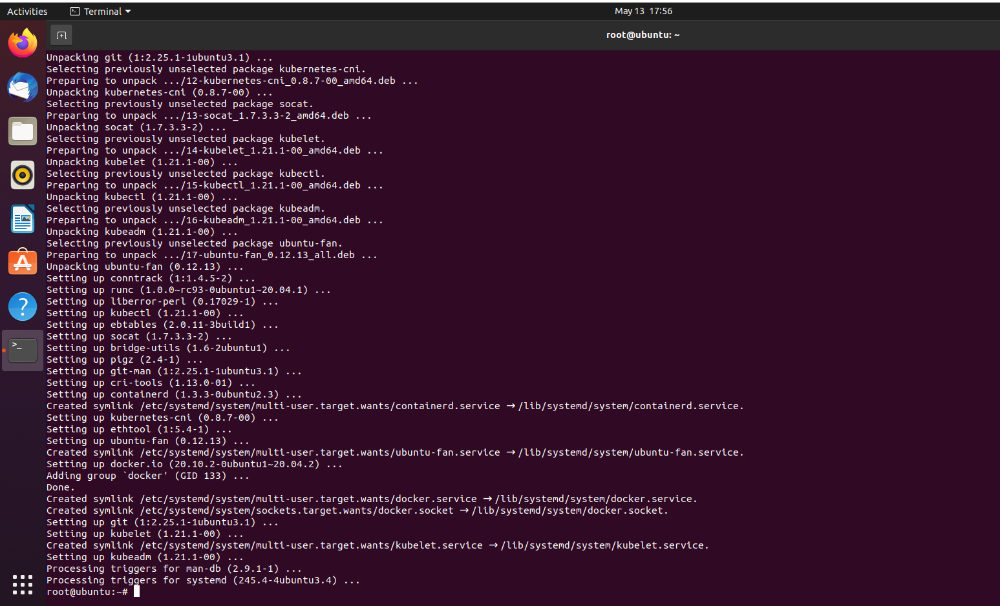 Activities
Terminal
May 13 17:56
root@ubuntu: ~
Unpacking git (1:2.25.1-1ubuntu3.1) ...
Selecting previously unselected package kubernetes-cni.
Preparing to unpack .../12-kubernetes-cni_0.8.7-00_amd64.deb ...
Unpacking kubernetes-cni (0.8.7-00) ...
Selecting previously unselected package socat.
Preparing to unpack .../13-socat_1.7.3.3-2_amd64.deb ...
Unpacking socat (1.7.3.3-2) ...
Selecting previously unselected package kubelet.
Preparing to unpack .../14-kubelet_1.21.1-00_amd64.deb ...
Unpacking kubelet (1.21.1-00) ...
Selecting previously unselected package kubectl.
Preparing to unpack .../15-kubectl_1.21.1-00_amd64.deb ...
Unpacking kubectl (1.21.1-00) ...
Selecting previously unselected package kubeadm.
Preparing to unpack .../16-kubeadm_1.21.1-00_amd64.deb ...
Unpacking kubeadm (1.21.1-00) ...
Selecting previously unselected package ubuntu-fan.
Preparing to unpack .../17-ubuntu-fan_0.12.13_all.deb ...
Unpacking ubuntu-fan (0.12.13) ...
Setting up conntrack (1:1.4.5-2) ...
Setting up runc (1.0.0~rc93-0ubuntu1~20.04.1) ...
Setting up liberror-perl (0.17029-1) ...
Setting up kubectl (1.21.1-00) ...
Setting up ebtables (2.0.11-3build1) ...
Setting up socat (1.7.3.3-2) ...
Setting up bridge-utils (1.6-2ubuntu1) ...
Setting up pigz (2.4-1) ...
Setting up git-man (1:2.25.1-1ubuntu3.1) ...
Setting up cri-tools (1.13.0-01) ...
Setting up containerd (1.3.3-0ubuntu2.3) ...
Created symlink /etc/systemd/system/multi-user.target.wants/containerd.service → /lib/systemd/system/containerd.service.
Setting up kubernetes-cni (0.8.7-00) ...
Setting up ethtool (1:5.4-1) ...
Setting up ubuntu-fan (0.12.13) ...
Created symlink /etc/systemd/system/multi-user.target.wants/ubuntu-fan.service → /lib/systemd/system/ubuntu-fan.service.
Setting up docker.io (20.10.2-0ubuntu1~20.04.2) ...
Adding group `docker' (GID 133) ...
Done.
Created symlink /etc/systemd/system/multi-user.target.wants/docker.service → /lib/systemd/system/docker.service.
Created symlink /etc/systemd/system/sockets.target.wants/docker.socket → /lib/systemd/system/docker.socket.
Setting up git (1:2.25.1-1ubuntu3.1) ...
Setting up kubelet (1.21.1-00) ...
Created symlink /etc/systemd/system/multi-user.target.wants/kubelet.service → /lib/systemd/system/kubelet.service.
Setting up kubeadm (1.21.1-00) ...
Processing triggers for man-db (2.9.1-1) ...
Processing triggers for systemd (245.4-4ubuntu3.4) ...
root@ubuntu:~#